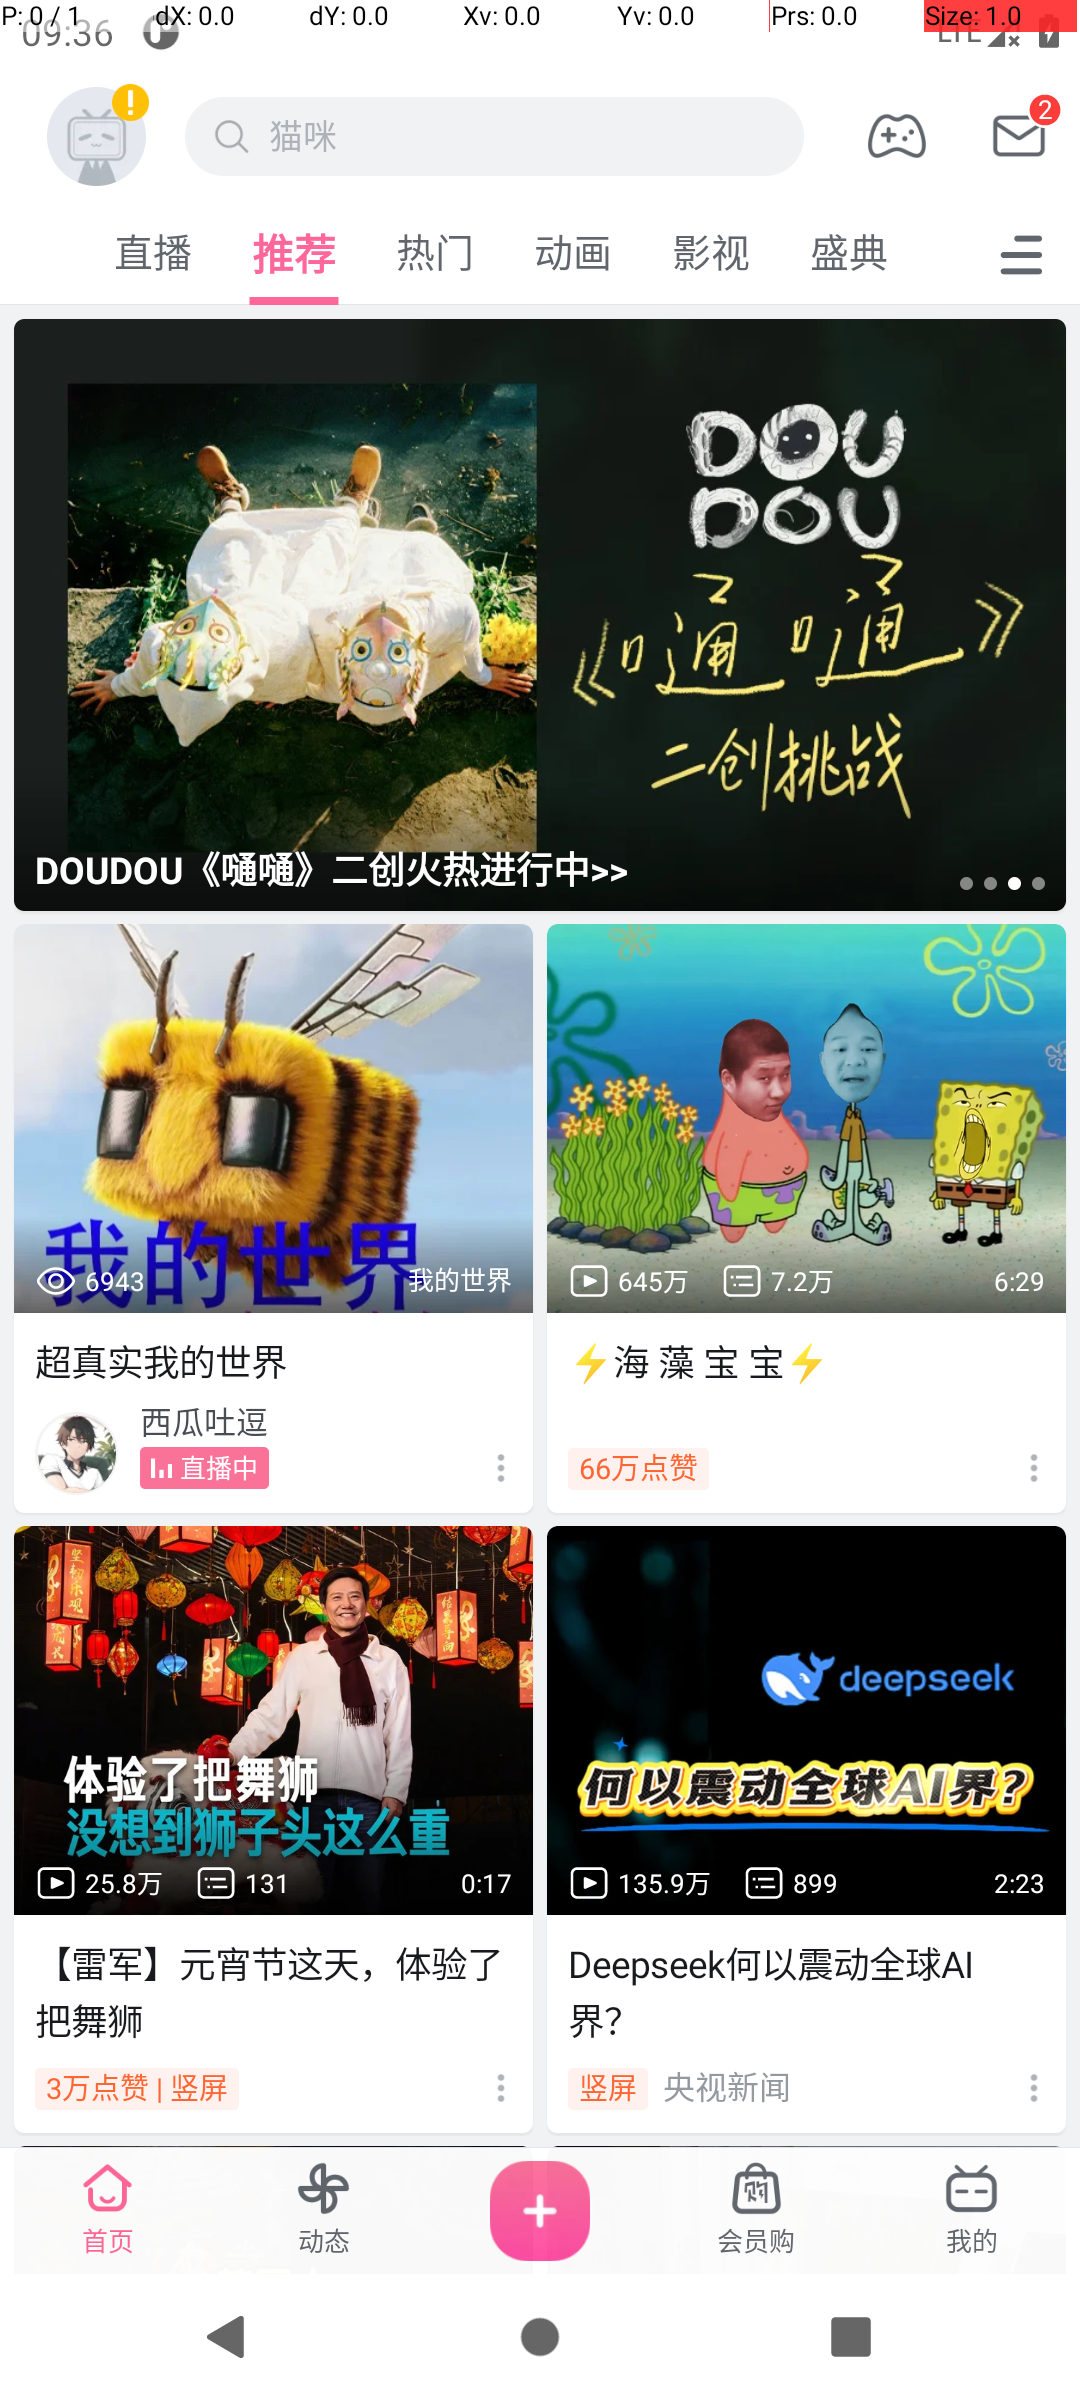 P: 0 / 1 dX: 0.0 dY: 0.0 Xv: 0.0 Yv: 0.0 Prs: 0.0 Size: 1.0
09:36 LTE
猫咪 2
直播 推荐 热门 动画 影视 盛典
DOU
DOU
《嗵嗵》
二创挑战
DOUDOU《嗵嗵》二创火热进行中>>
我的世界
6943 我的世界
超真实我的世界
西瓜吐逗
直播中
645万 7.2万 6:29
⚡海 藻 宝 宝⚡
66万点赞
体验了把舞狮
没想到狮子头这么重
25.8万 131 0:17
【雷军】元宵节这天，体验了
把舞狮
3万点赞 | 竖屏
deepseek
何以震动全球AI界?
135.9万 899 2:23
Deepseek何以震动全球AI
界？
竖屏 央视新闻
首页 动态 会员购 我的